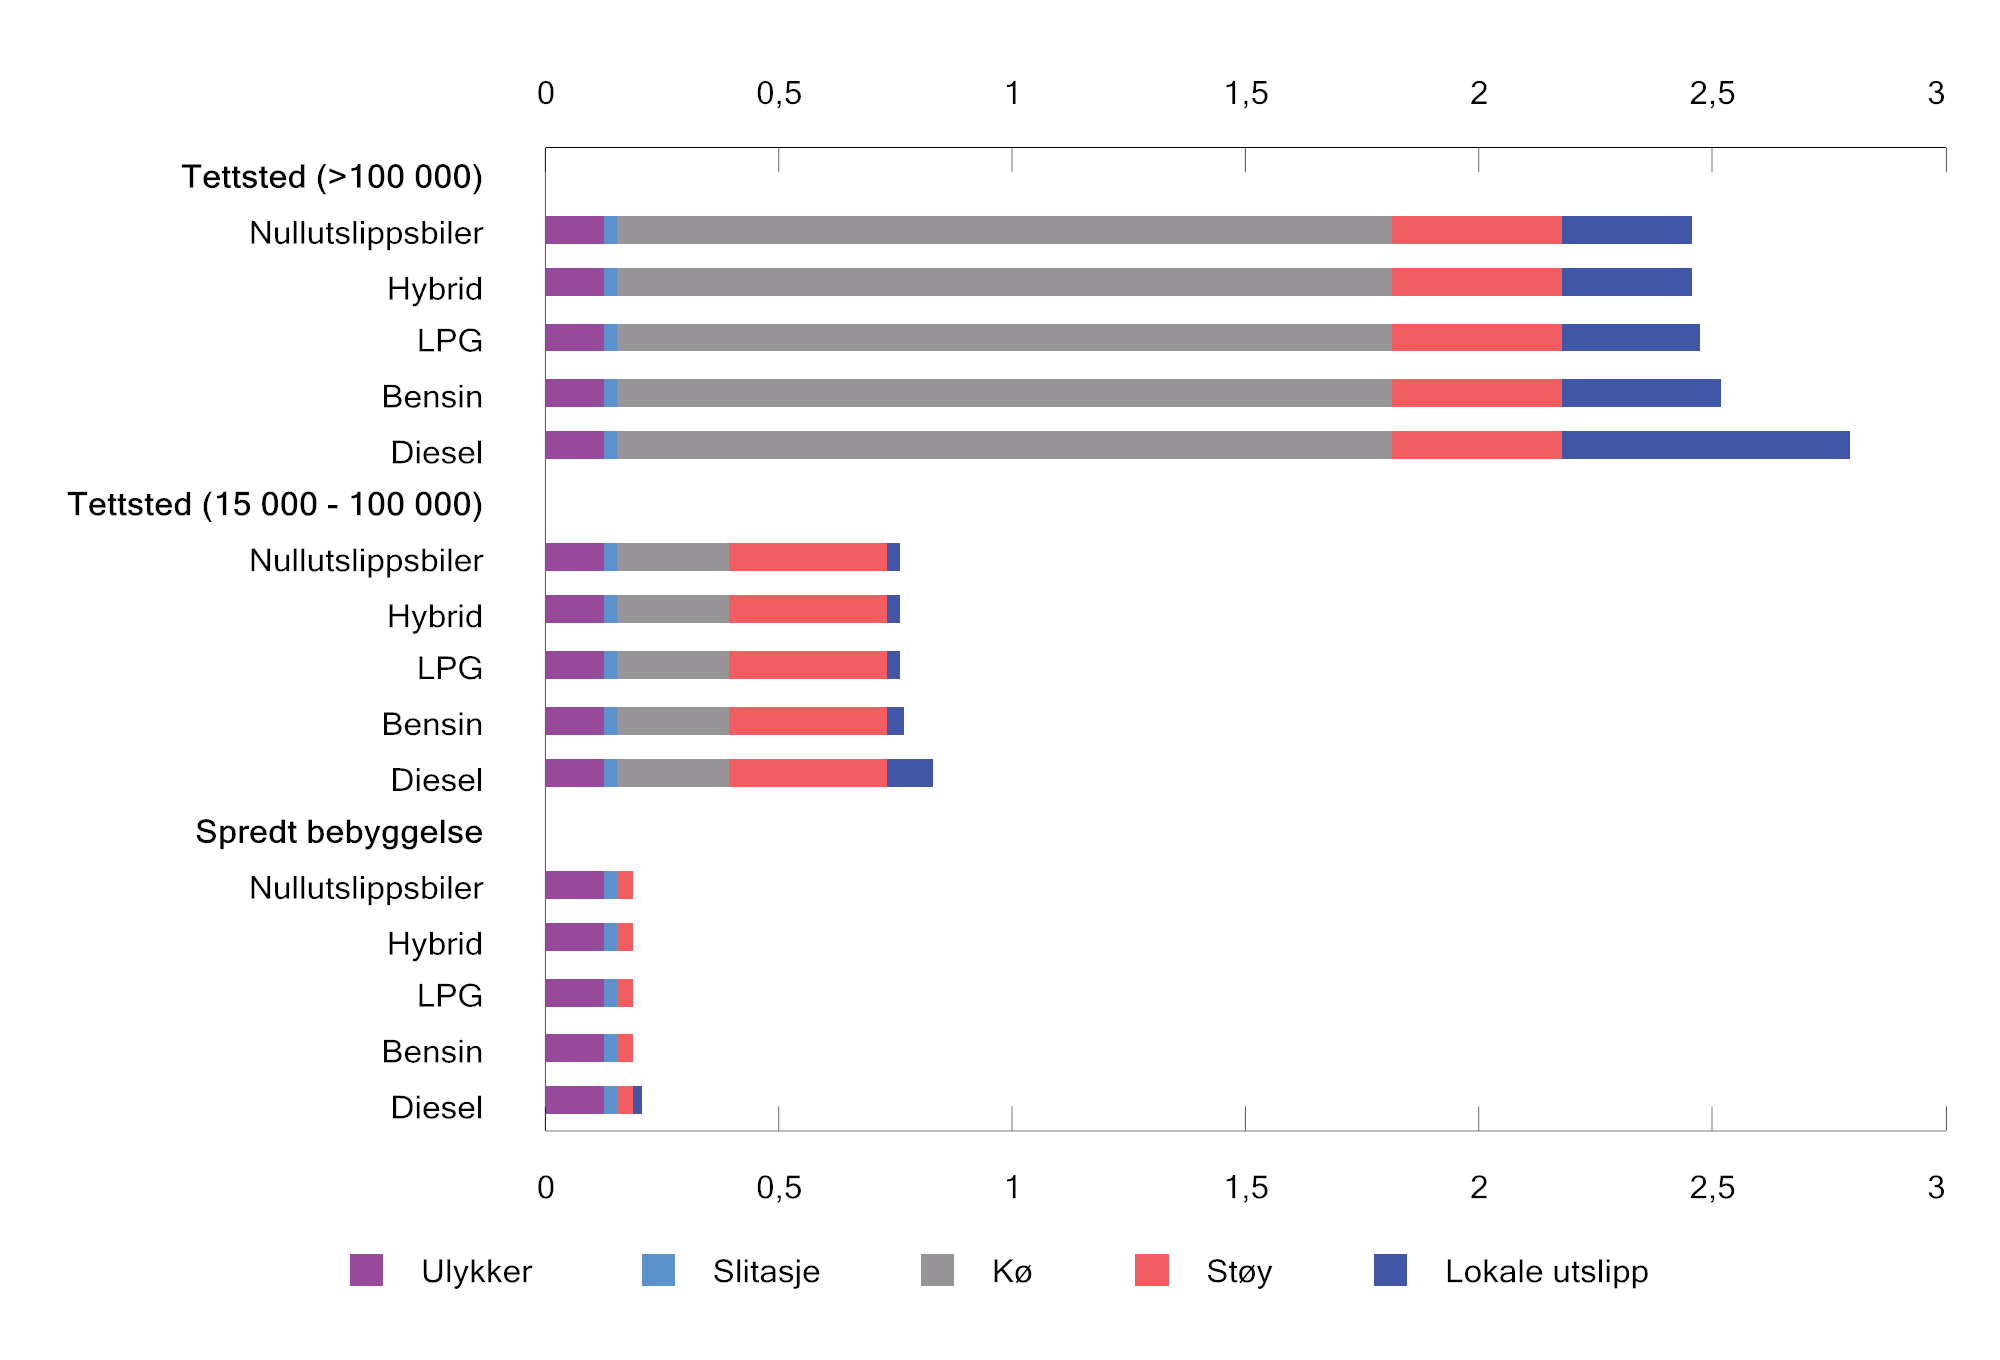 0 0,5 1 1,5 2 2,5 3
Tettsted (>100 000)
Nullutslippsbiler
Hybrid
LPG
Bensin
Diesel
Tettsted (15 000 - 100 000)
Nullutslippsbiler
Hybrid
LPG
Bensin
Diesel
Spredt bebyggelse
Nullutslippsbiler
Hybrid
LPG
Bensin
Diesel
0 0,5 1 1,5 2 2,5 3
Ulykker Slitasje Kø Støy Lokale utslipp